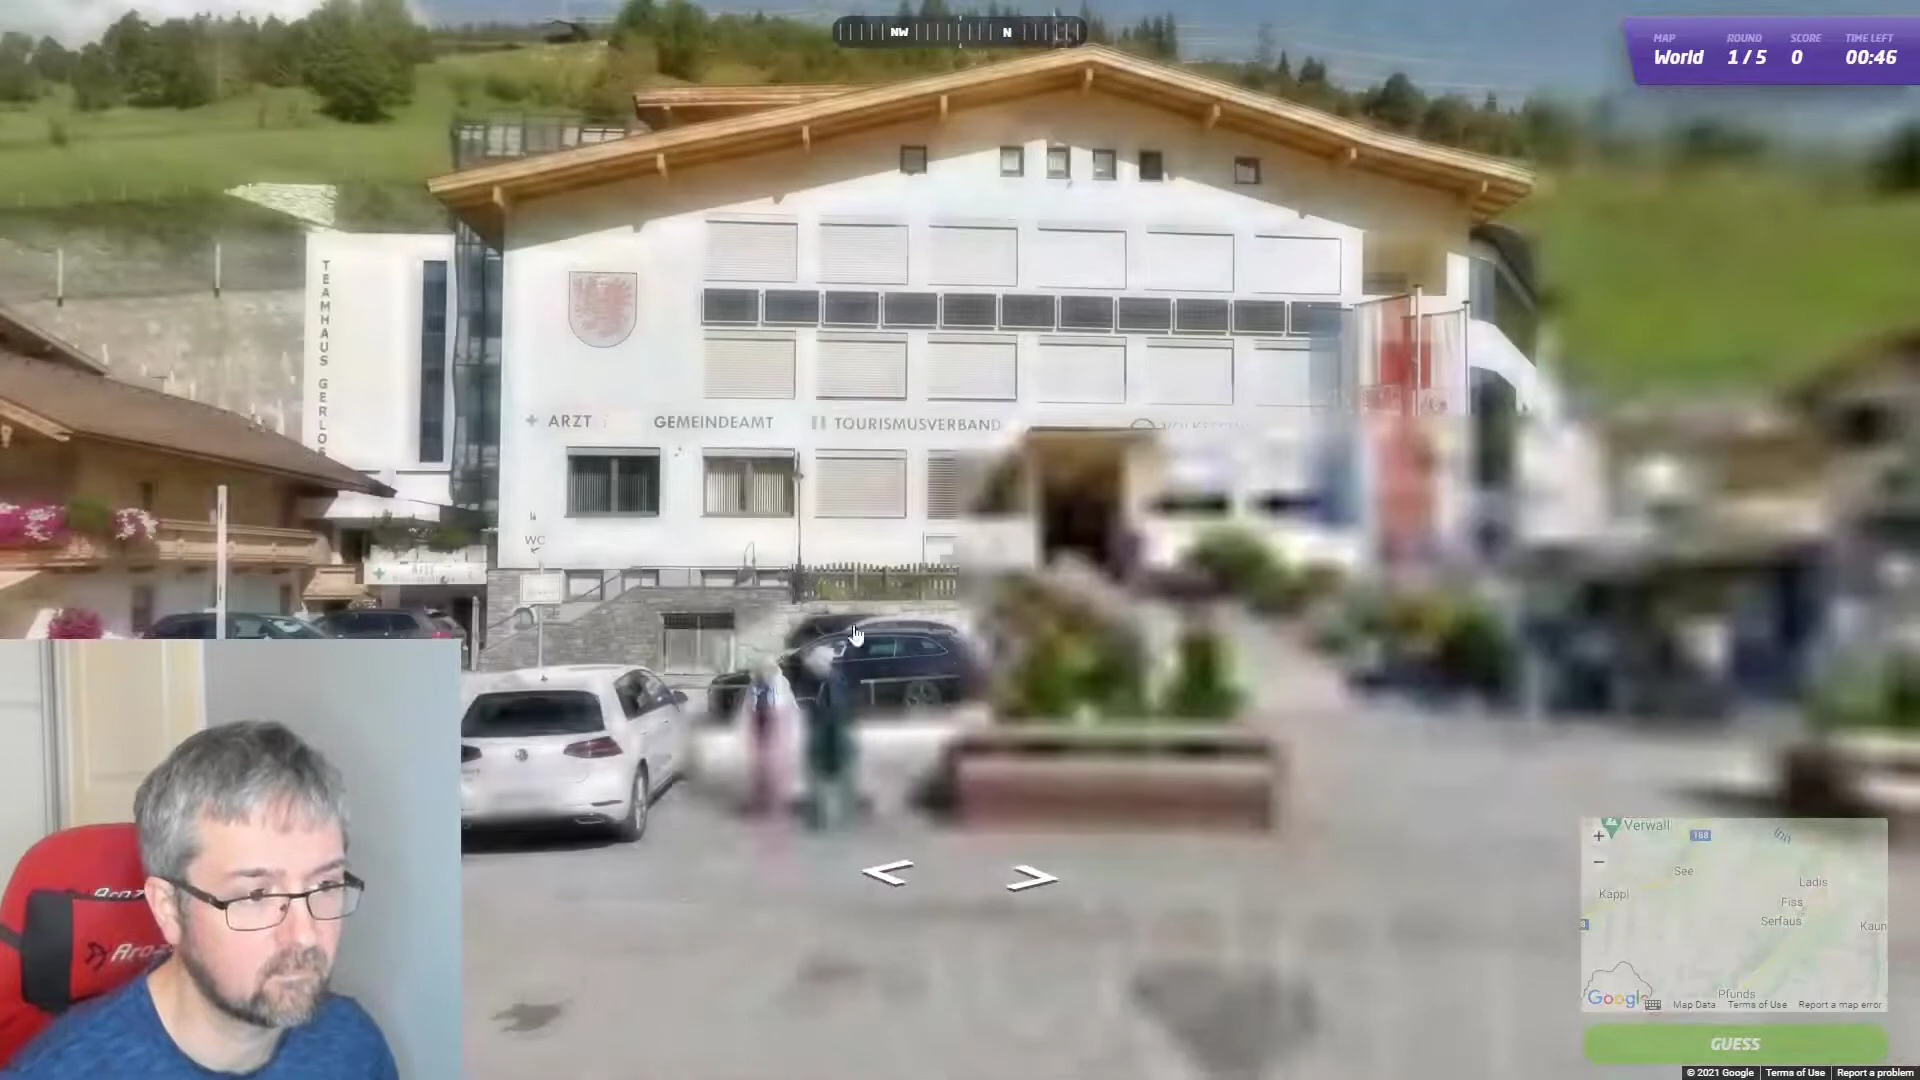 NW N
MAP ROUND SCORE TIME LEFT
World 1 / 5 0 00:46
TEAMHAUS GERLOS
+ ARZT
GEMEINDEAMT
TOURISMUSVERBAND
WC
Verwall
188
Inn
See
Ladis
Kappl
Fiss
Serfaus
Kaun
Pfunds
Google
Map Data Terms of Use Report a map error
GUESS
© 2021 Google Terms of Use Report a problem